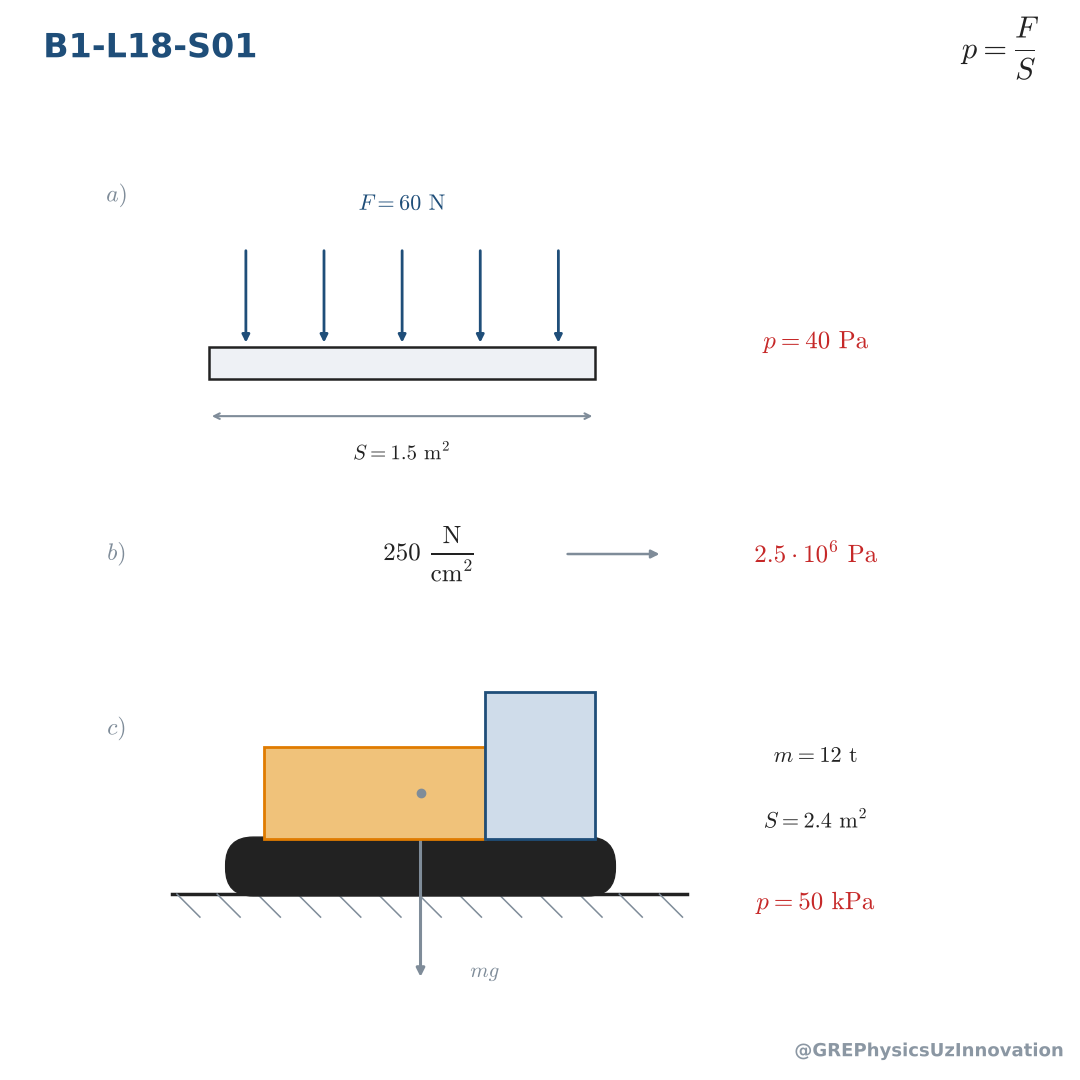 B1-L18-S01
p = F/S
a)
F = 60 N
p = 40 Pa
S = 1.5 m²
b)
250 N/cm²
2.5 · 10⁶ Pa
c)
m = 12 t
S = 2.4 m²
p = 50 kPa
mg
@GREPhysicsUzInnovation